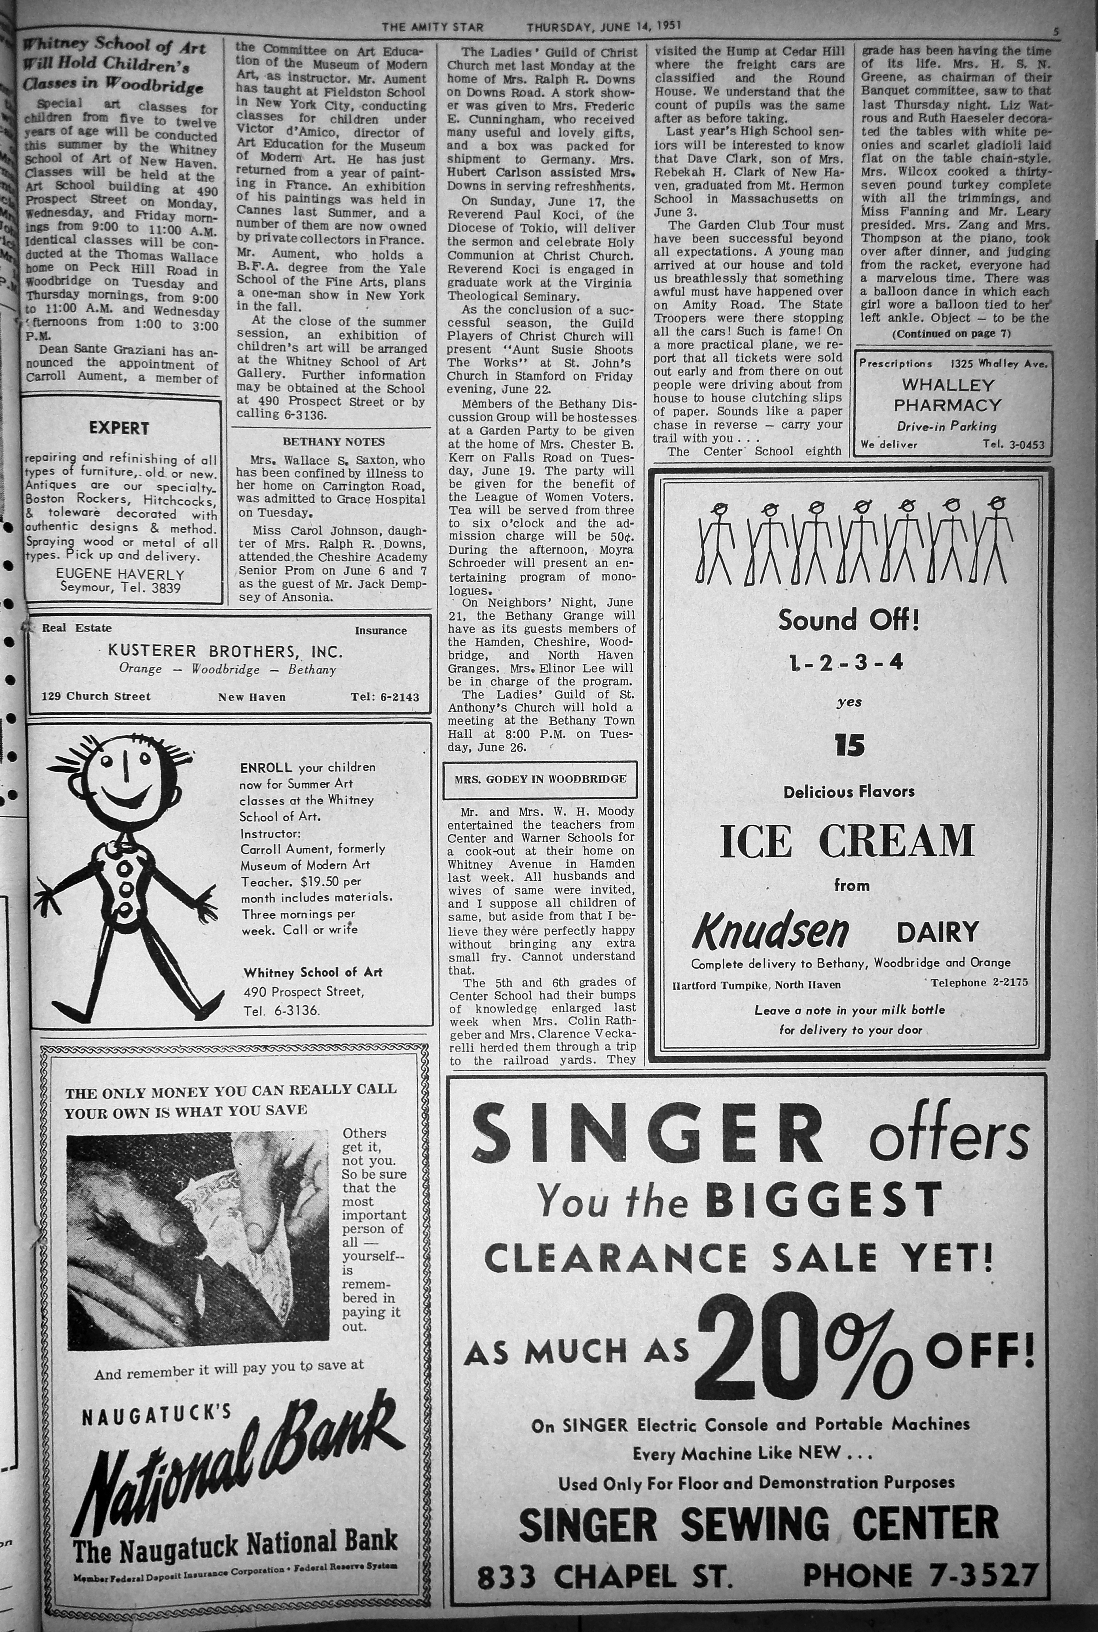 THE AMITY STAR THURSDAY, JUNE 14, 1951 5
Whitney School of Art
Will Hold Children's
Classes in Woodbridge
Special art classes for
children from five to twelve
years of age will be conducted
this summer by the Whitney
School of Art of New Haven.
Classes will be held at the
Art School building at 490
Prospect Street on Monday,
Wednesday, and Friday morn-
ings from 9:00 to 11:00 A.M.
Identical classes will be con-
ducted at the Thomas Wallace
home on Peck Hill Road in
Woodbridge on Tuesday and
Thursday mornings, from 9:00
to 11:00 A.M. and Wednesday
fternoons from 1:00 to 3:00
P.M.
Dean Sante Graziani has an-
nounced the appointment of
Carroll Aument, a member of
the Committee on Art Educa-
tion of the Museum of Modern
Art, as instructor. Mr. Aument
has taught at Fieldston School
in New York City, conducting
classes for children under
Victor d'Amico, director of
Art Education for the Museum
of Modern Art. He has just
returned from a year of paint-
ing in France. An exhibition
of his paintings was held in
Cannes last Summer, and a
number of them are now owned
by private collectors in France.
Mr. Aument, who holds a
B.F.A. degree from the Yale
School of the Fine Arts, plans
a one-man show in New York
in the fall.
At the close of the summer
session, an exhibition of
children's art will be arranged
at the Whitney School of Art
Gallery. Further information
may be obtained at the School
at 490 Prospect Street or by
calling 6-3136.
BETHANY NOTES
Mrs. Wallace S. Saxton, who
has been confined by illness to
her home on Carrington Road,
was admitted to Grace Hospital
on Tuesday.
Miss Carol Johnson, daugh-
ter of Mrs. Ralph R. Downs,
attended the Cheshire Academy
Senior Prom on June 6 and 7
as the guest of Mr. Jack Demp-
sey of Ansonia.
The Ladies' Guild of Christ
Church met last Monday at the
home of Mrs. Ralph R. Downs
on Downs Road. A stork show-
er was given to Mrs. Frederic
E. Cunningham, who received
many useful and lovely gifts,
and a box was packed for
shipment to Germany. Mrs.
Hubert Carlson assisted Mrs.
Downs in serving refreshments.
On Sunday, June 17, the
Reverend Paul Koci, of the
Diocese of Tokio, will deliver
the sermon and celebrate Holy
Communion at Christ Church.
Reverend Koci is engaged in
graduate work at the Virginia
Theological Seminary.
As the conclusion of a suc-
cessful season, the Guild
Players of Christ Church will
present "Aunt Susie Shoots
The Works" at St. John's
Church in Stamford on Friday
evening, June 22.
Members of the Bethany Dis-
cussion Group will be hostesses
at a Garden Party to be given
at the home of Mrs. Chester B.
Kerr on Falls Road on Tues-
day, June 19. The party will
be given for the benefit of
the League of Women Voters.
Tea will be served from three
to six o'clock and the ad-
mission charge will be 50¢.
During the afternoon, Moyra
Schroeder will present an en-
tertaining program of mono-
logues.
On Neighbors' Night, June
21, the Bethany Grange will
have as its guests members of
the Hamden, Cheshire, Wood-
bridge, and North Haven
Granges. Mrs. Elinor Lee will
be in charge of the program.
The Ladies' Guild of St.
Anthony's Church will hold a
meeting at the Bethany Town
Hall at 8:00 P.M. on Tues-
day, June 26.
MRS. GODEY IN WOODBRIDGE
Mr. and Mrs. W. H. Moody
entertained the teachers from
Center and Warner Schools for
a cook-out at their home on
Whitney Avenue in Hamden
last week. All husbands and
wives of same were invited,
and I suppose all children of
same, but aside from that I be-
lieve they were perfectly happy
without bringing any extra
small fry. Cannot understand
that.
The 5th and 6th grades of
Center School had their bumps
of knowledge enlarged last
week when Mrs. Colin Rath-
geber and Mrs. Clarence Vecka-
relli herded them through a trip
to the railroad yards. They
visited the Hump at Cedar Hill
where the freight cars are
classified and the Round
House. We understand that the
count of pupils was the same
after as before taking.
Last year's High School sen-
iors will be interested to know
that Dave Clark, son of Mrs.
Rebekah H. Clark of New Ha-
ven, graduated from Mt. Hermon
School in Massachusetts on
June 3.
The Garden Club Tour must
have been successful beyond
all expectations. A young man
arrived at our house and told
us breathlessly that something
awful must have happened over
on Amity Road. The State
Troopers were there stopping
all the cars! Such is fame! On
a more practical plane, we re-
port that all tickets were sold
out early and from there on out
people were driving about from
house to house clutching slips
of paper. Sounds like a paper
chase in reverse — carry your
trail with you . . .
The Center School eighth
grade has been having the time
of its life. Mrs. H. S. N.
Greene, as chairman of their
Banquet committee, saw to that
last Thursday night. Liz Wat-
rous and Ruth Haeseler decora-
ted the tables with white pe-
onies and scarlet gladioli laid
flat on the table chain-style.
Mrs. Wilcox cooked a thirty-
seven pound turkey complete
with all the trimmings, and
Miss Fanning and Mr. Leary
presided. Mrs. Zang and Mrs.
Thompson at the piano, took
over after dinner, and judging
from the racket, everyone had
a marvelous time. There was
a balloon dance in which each
girl wore a balloon tied to her
left ankle. Object — to be the
(Continued on page 7)
EXPERT
repairing and refinishing of all
types of furniture, old or new.
Antiques are our specialty.
Boston Rockers, Hitchcocks,
& toleware decorated with
authentic designs & method.
Spraying wood or metal of all
types. Pick up and delivery.
EUGENE HAVERLY
Seymour, Tel. 3839
Real Estate Insurance
KUSTERER BROTHERS, INC.
Orange — Woodbridge — Bethany
129 Church Street New Haven Tel: 6-2143
ENROLL your children
now for Summer Art
classes at the Whitney
School of Art.
Instructor:
Carroll Aument, formerly
Museum of Modern Art
Teacher. $19.50 per
month includes materials.
Three mornings per
week. Call or write
Whitney School of Art
490 Prospect Street,
Tel. 6-3136.
THE ONLY MONEY YOU CAN REALLY CALL
YOUR OWN IS WHAT YOU SAVE
Others
get it,
not you.
So be sure
that the
most
important
person of
all —
yourself--
is
remem-
bered in
paying it
out.
And remember it will pay you to save at
NAUGATUCK'S
National Bank
The Naugatuck National Bank
Member Federal Deposit Insurance Corporation • Federal Reserve System
Prescriptions 1325 Whalley Ave.
WHALLEY
PHARMACY
Drive-in Parking
We deliver Tel. 3-0453
Sound Off!
1-2-3-4
yes
15
Delicious Flavors
ICE CREAM
from
Knudsen DAIRY
Complete delivery to Bethany, Woodbridge and Orange
Hartford Turnpike, North Haven Telephone 2-2175
Leave a note in your milk bottle
for delivery to your door
SINGER offers
You the BIGGEST
CLEARANCE SALE YET!
AS MUCH AS 20% OFF!
On SINGER Electric Console and Portable Machines
Every Machine Like NEW . . .
Used Only For Floor and Demonstration Purposes
SINGER SEWING CENTER
833 CHAPEL ST. PHONE 7-3527